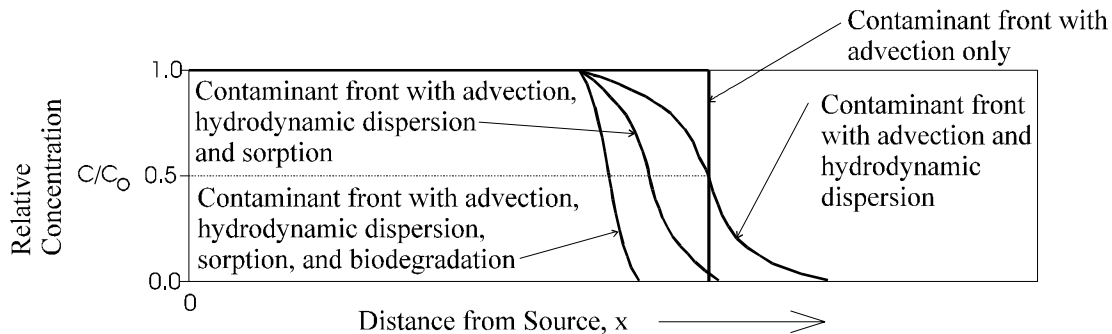 Contaminant front with
advection only
1.0
Contaminant front with advection,
hydrodynamic dispersion
and sorption
Contaminant front
with advection and
hydrodynamic
dispersion
Relative
Concentration
C/C₀
0.5
Contaminant front with advection,
hydrodynamic dispersion,
sorption, and biodegradation
0.0
0
Distance from Source, x